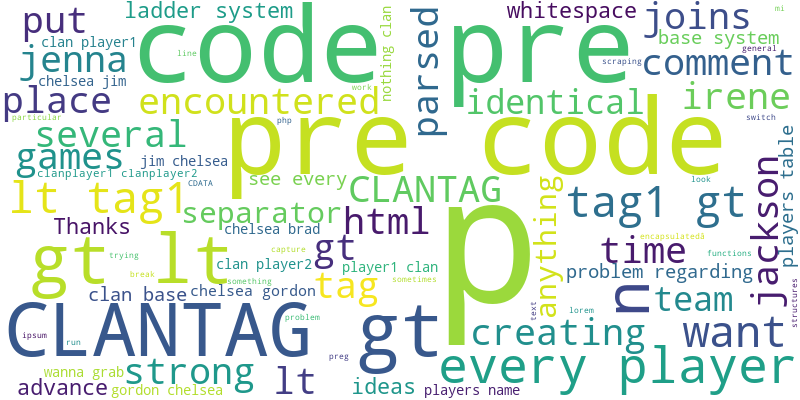 put
ladder system
code
pre
whitespace
joins
mi
clan player1
line
nothing clan
parsed
base system
general
jenna
chelsea jim
scraping
comment
place
encountered
work
identical
irene
particular
several
pre code
php
switch
games
jim chelsea
clanplayer1 clanplayer2
CDATA
see every
look
lt tag1
CLANTAG
tag1 gt
jackson
players table
separator
Thanks
chelsea brad
html
p
anything
encapsulatedâ
gt lt
trying
capture
gt
time
functions
break
something
clan player2
player1 clan
sometimes
problem regarding
clan base
chelsea gordon
tag
n
team
structures
CLANTAG
gt
problem
text
lorem
ipsum
run
creating
want
wanna grab
strong
lt
preg
every player
advance
gordon chelsea
ideas
players name